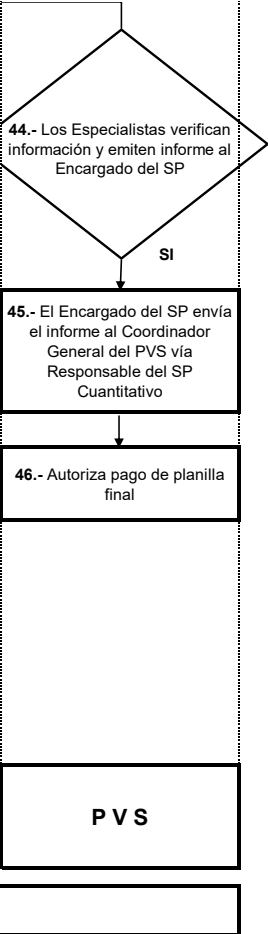 44.- Los Especialistas verifican
información y emiten informe al
Encargado del SP
SI
45.- El Encargado del SP envía
el informe al Coordinador
General del PVS vía
Responsable del SP
Cuantitativo
46.- Autoriza pago de planilla
final
P V S